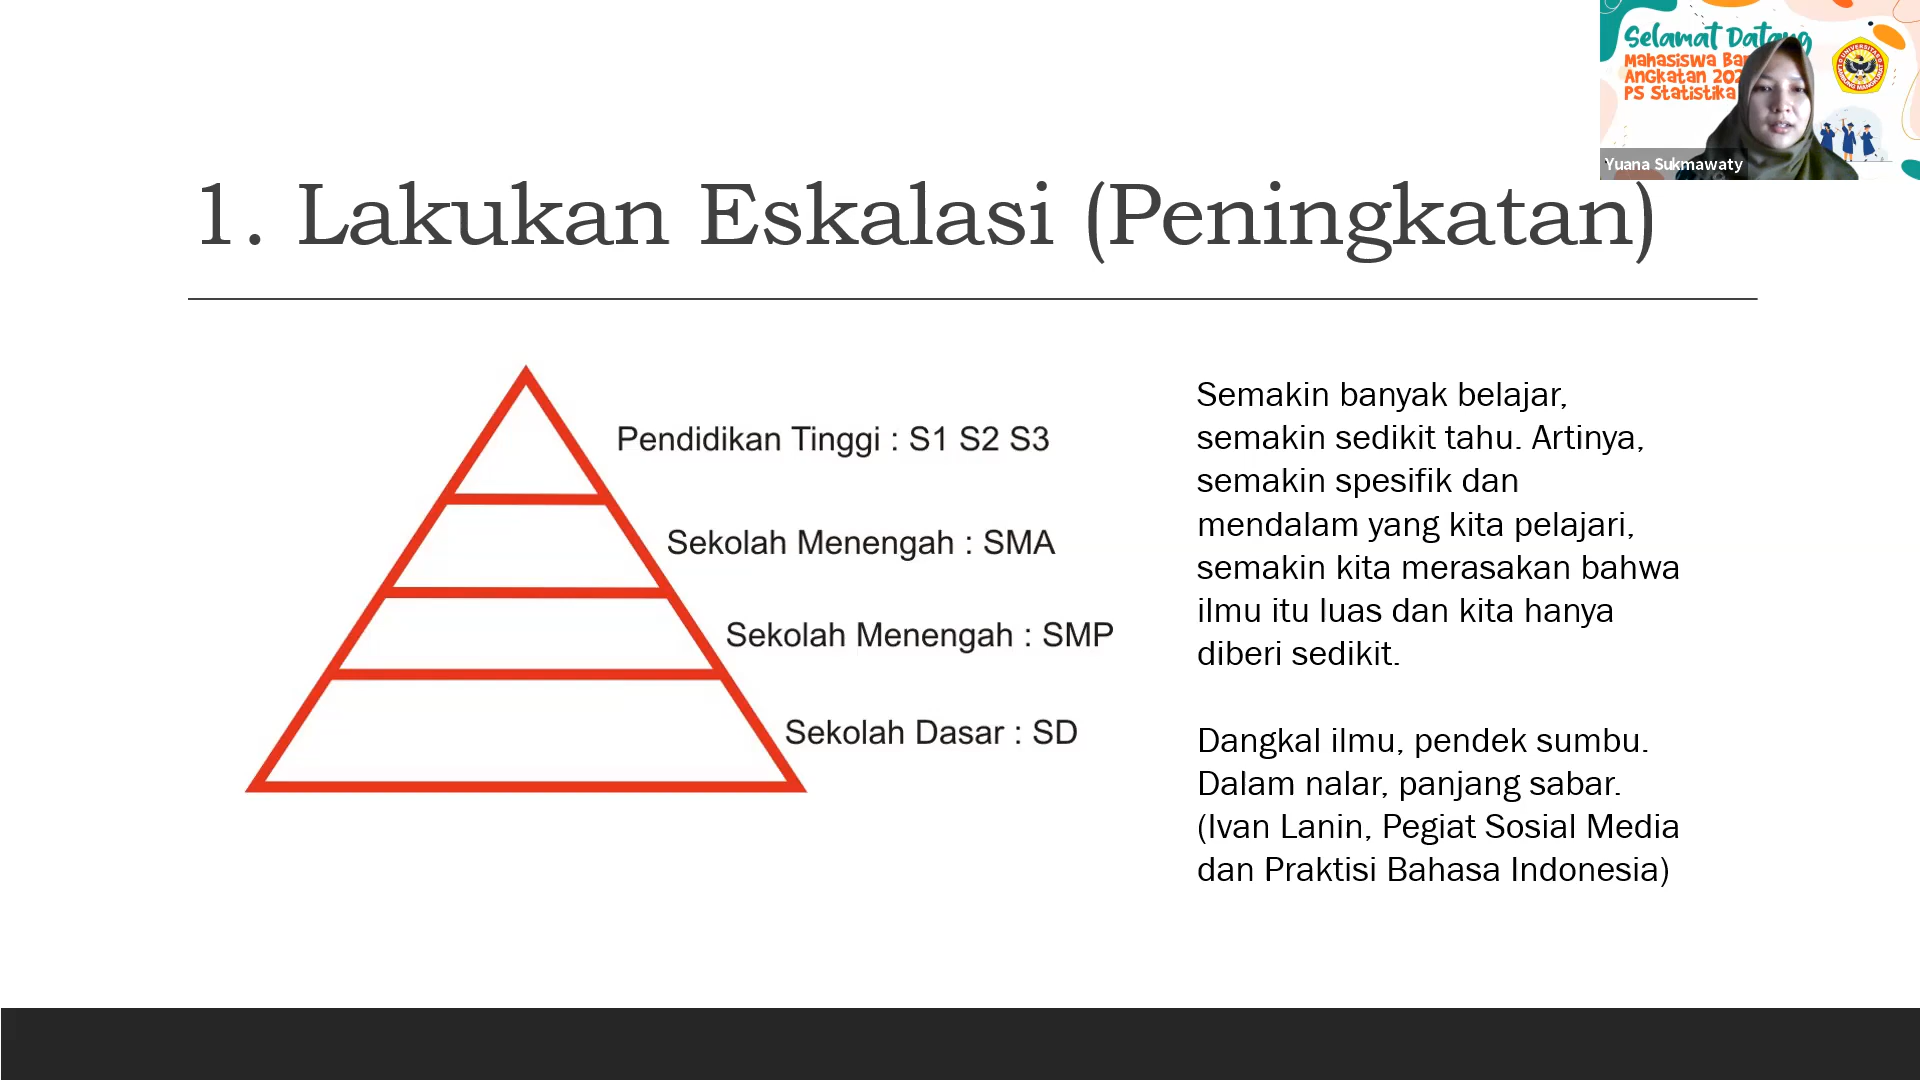 Selamat Datang
Mahasiswa
Angkatan
PS Statistika
Yuana Sukmawaty
1. Lakukan Eskalasi (Peningkatan)
Pendidikan Tinggi : S1 S2 S3
Sekolah Menengah : SMA
Sekolah Menengah : SMP
Sekolah Dasar : SD
Semakin banyak belajar,
semakin sedikit tahu. Artinya,
semakin spesifik dan
mendalam yang kita pelajari,
semakin kita merasakan bahwa
ilmu itu luas dan kita hanya
diberi sedikit.
Dangkal ilmu, pendek sumbu.
Dalam nalar, panjang sabar.
(Ivan Lanin, Pegiat Sosial Media
dan Praktisi Bahasa Indonesia)